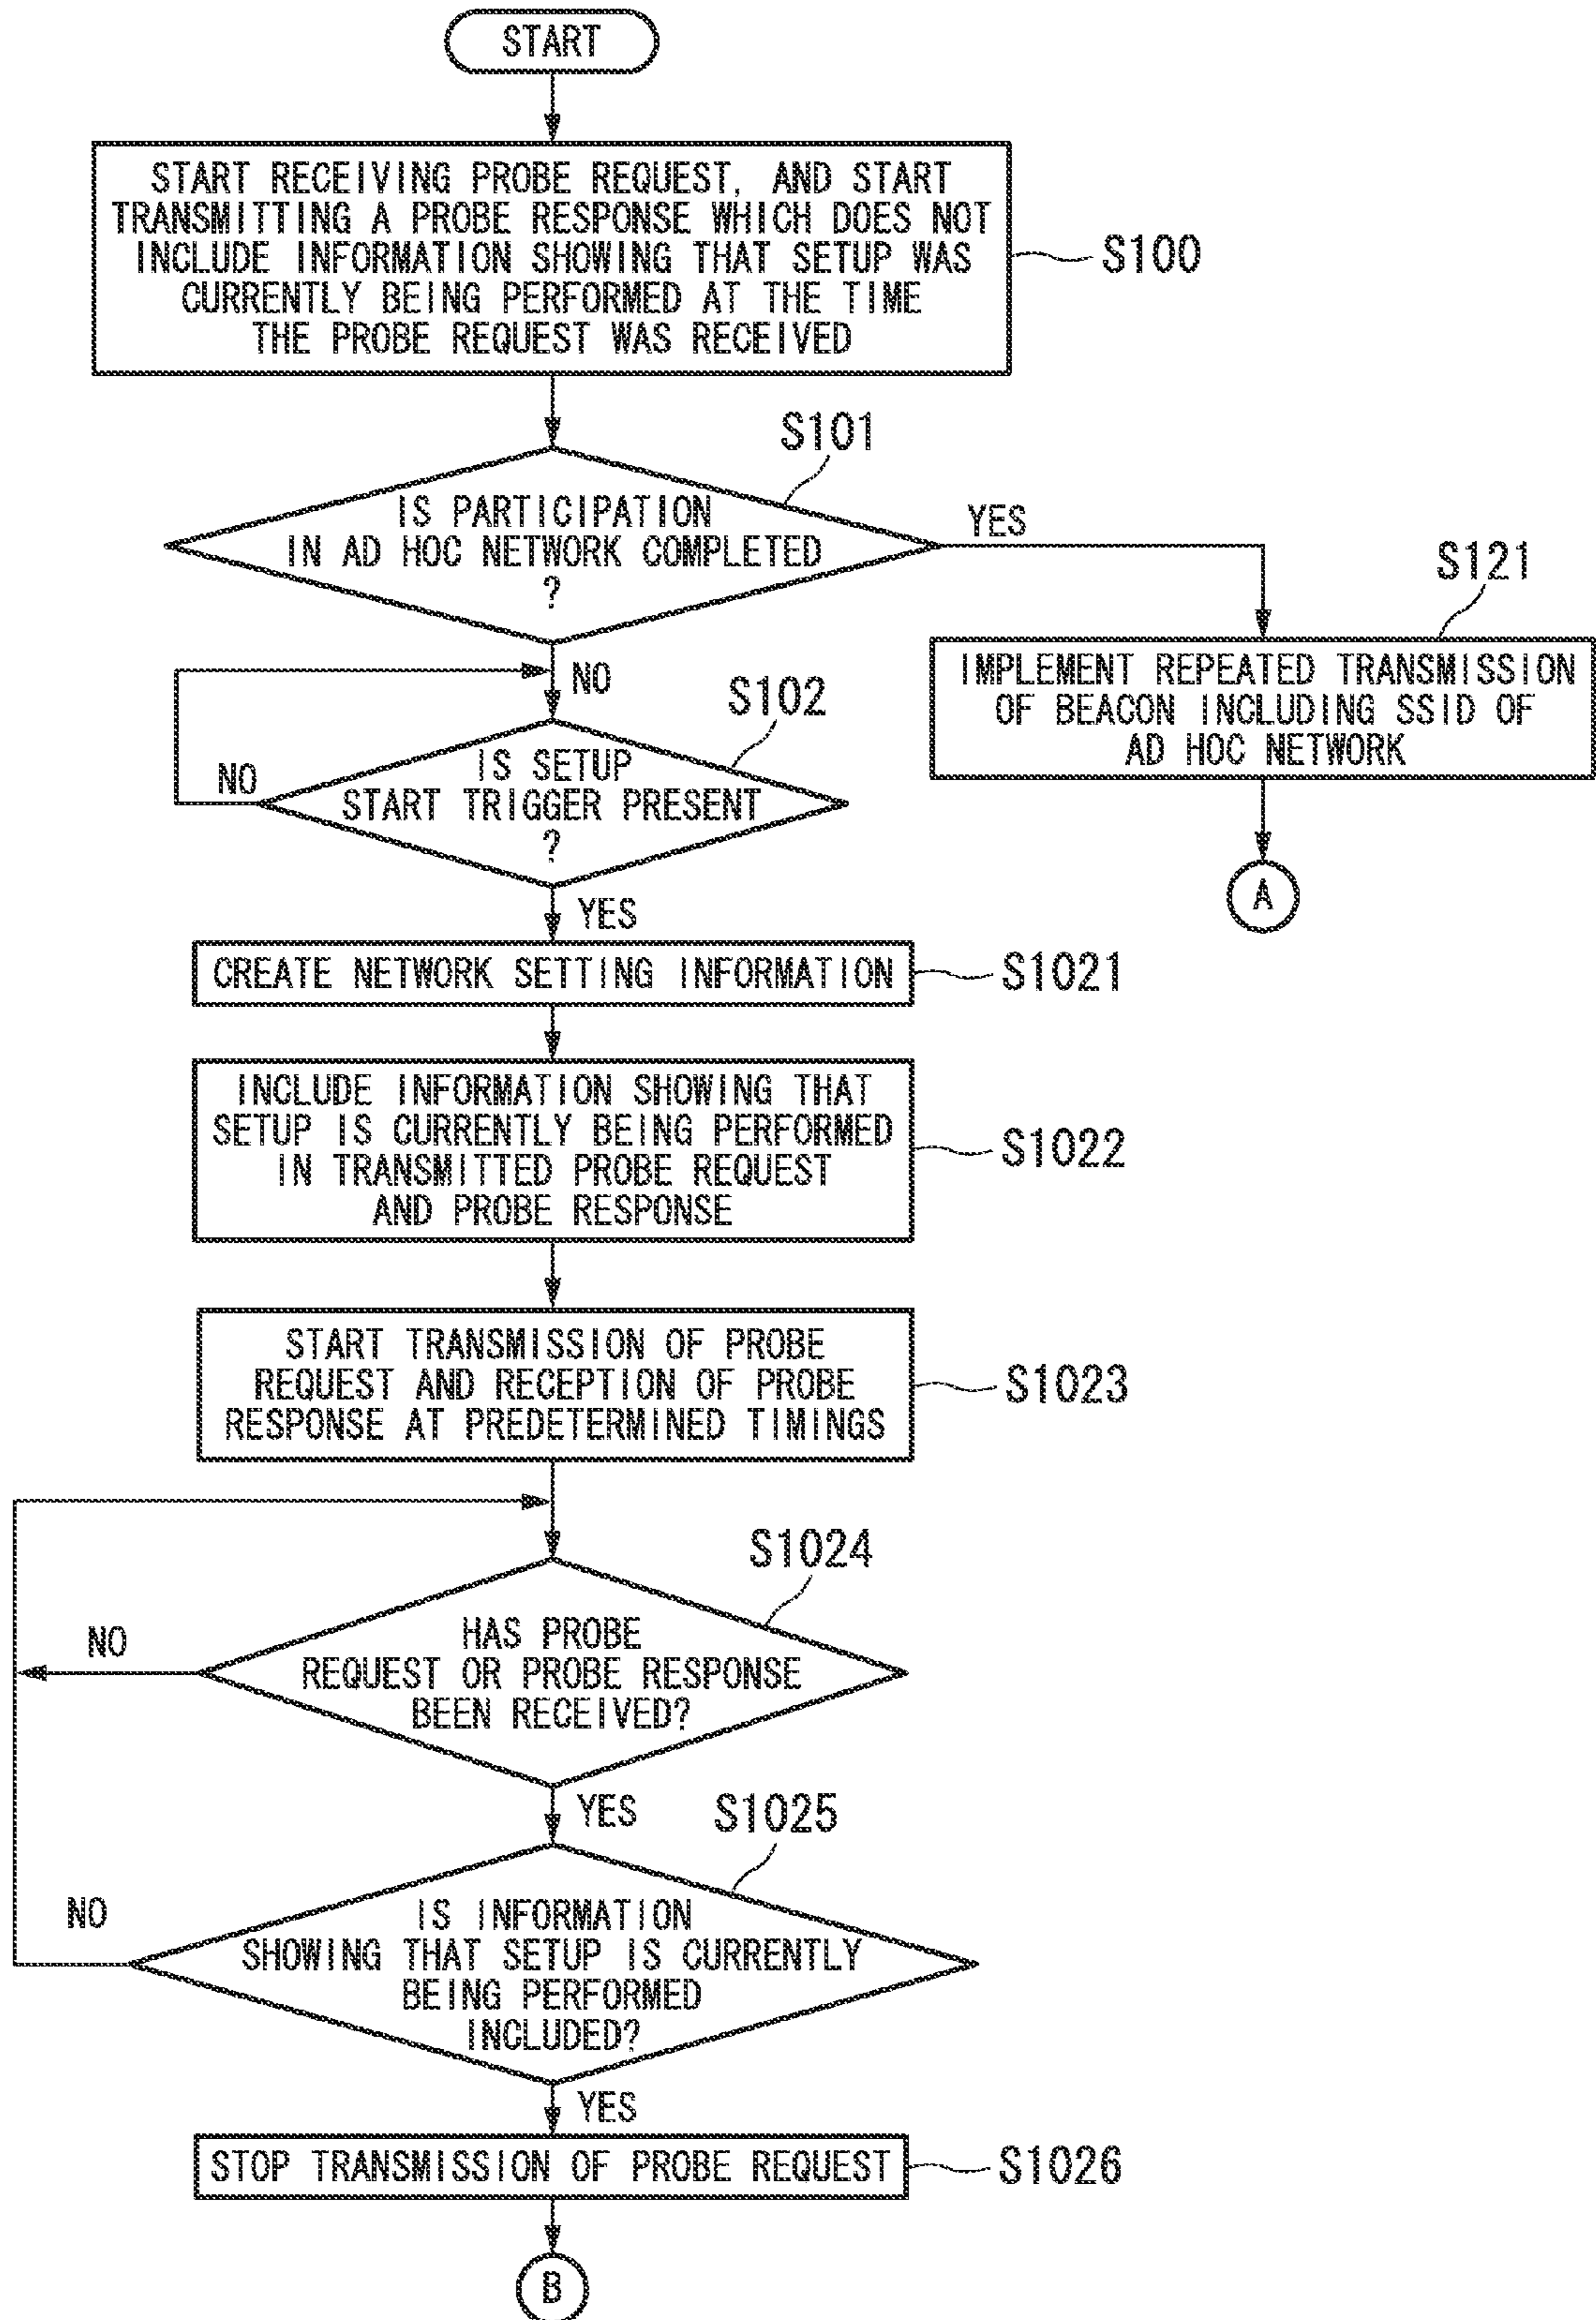 START
START RECEIVING PROBE REQUEST, AND START
TRANSMITTING A PROBE RESPONSE WHICH DOES NOT
INCLUDE INFORMATION SHOWING THAT SETUP WAS
CURRENTLY BEING PERFORMED AT THE TIME
THE PROBE REQUEST WAS RECEIVED
S100
S101
IS PARTICIPATION
IN AD HOC NETWORK COMPLETED
?
YES
S121
IMPLEMENT REPEATED TRANSMISSION
OF BEACON INCLUDING SSID OF
AD HOC NETWORK
A
NO
S102
IS SETUP
START TRIGGER PRESENT
?
NO
YES
CREATE NETWORK SETTING INFORMATION
S1021
INCLUDE INFORMATION SHOWING THAT
SETUP IS CURRENTLY BEING PERFORMED
IN TRANSMITTED PROBE REQUEST
AND PROBE RESPONSE
S1022
START TRANSMISSION OF PROBE
REQUEST AND RECEPTION OF PROBE
RESPONSE AT PREDETERMINED TIMINGS
S1023
S1024
HAS PROBE
REQUEST OR PROBE RESPONSE
BEEN RECEIVED?
NO
YES
S1025
IS INFORMATION
SHOWING THAT SETUP IS CURRENTLY
BEING PERFORMED
INCLUDED?
NO
YES
STOP TRANSMISSION OF PROBE REQUEST
S1026
B